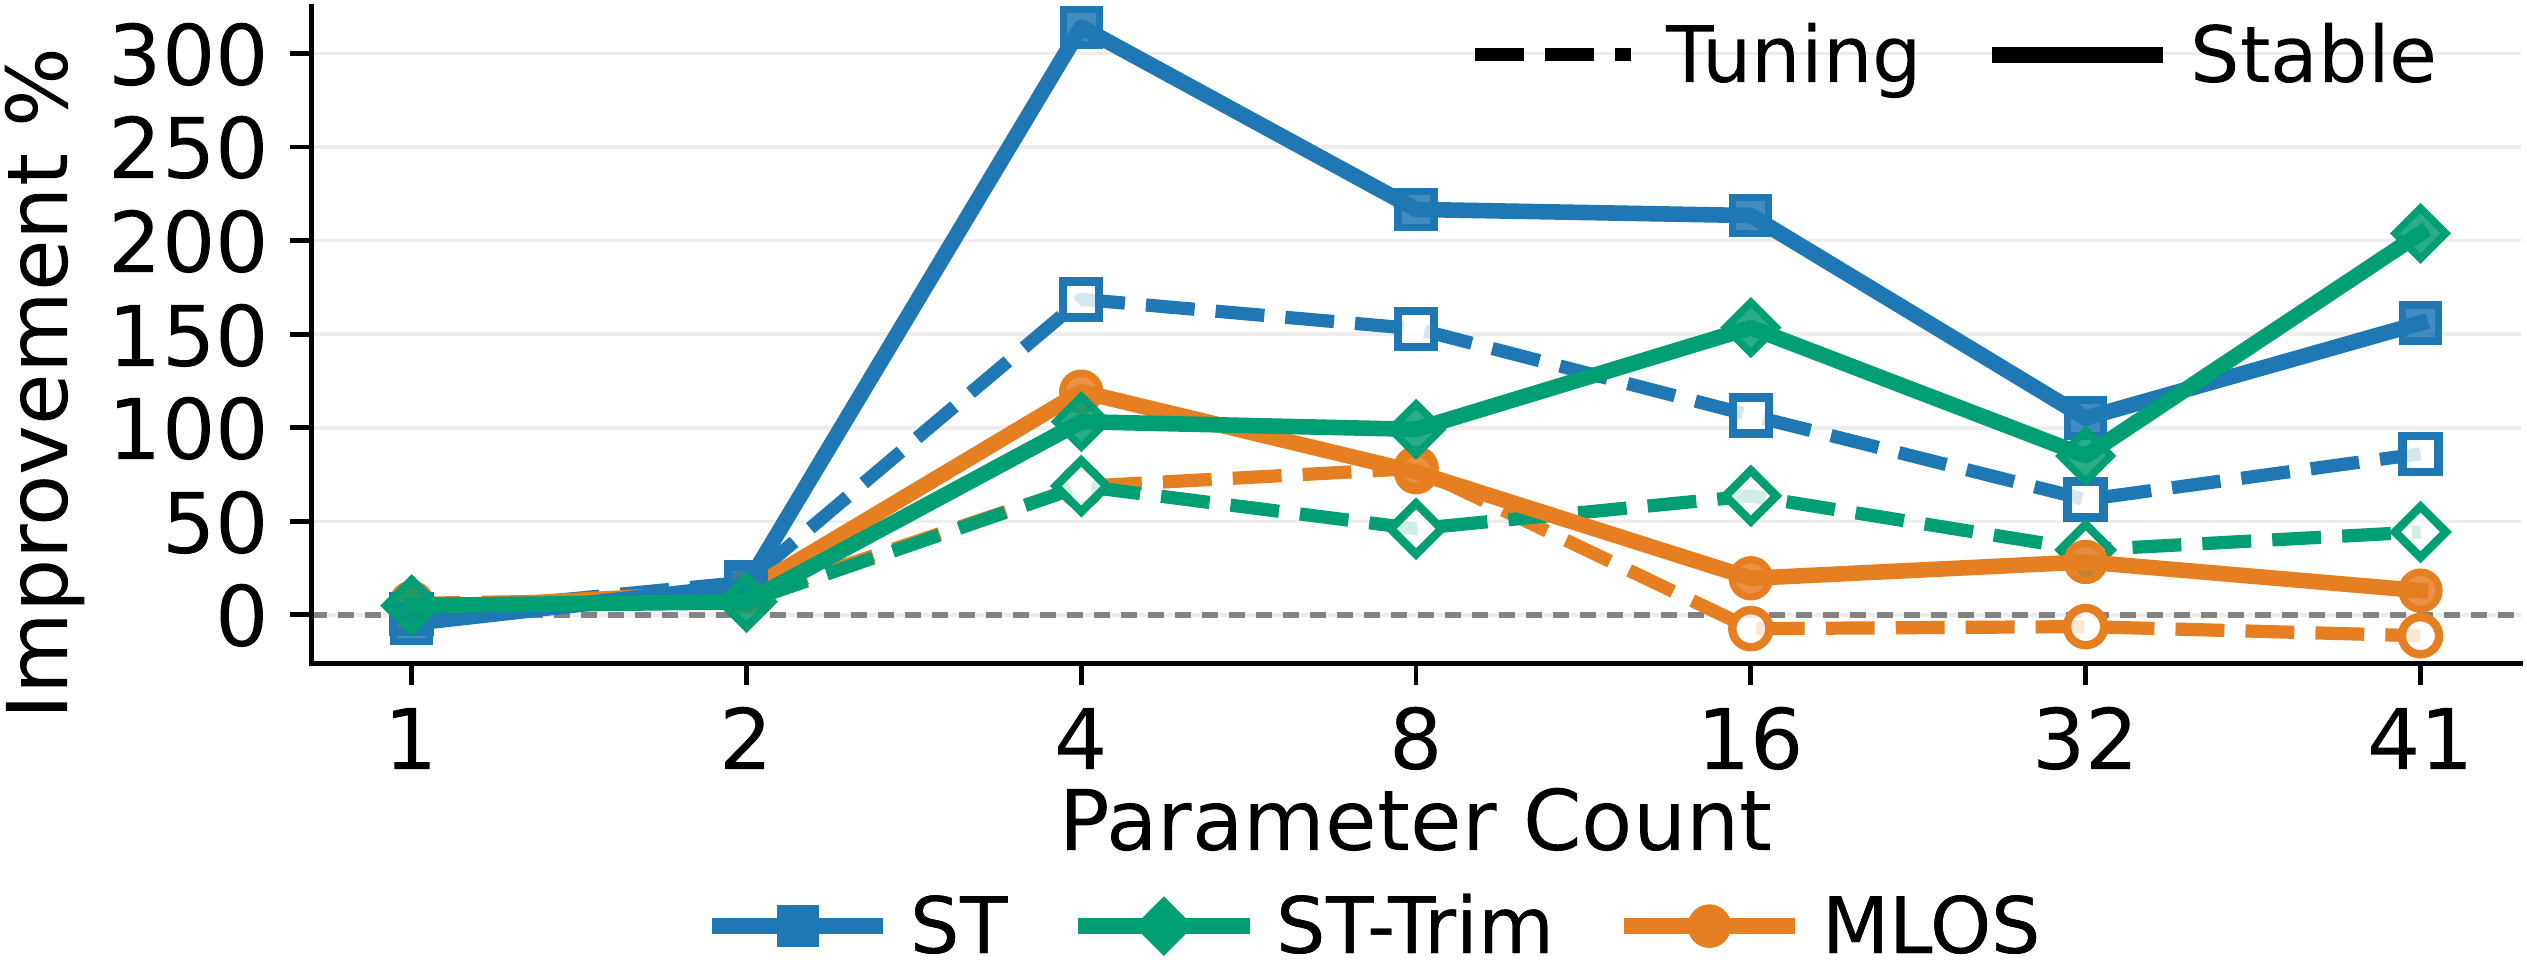 Improvement %
300
250
200
150
100
50
0
Tuning Stable
1 2 4 8 16 32 41
Parameter Count
ST ST-Trim MLOS